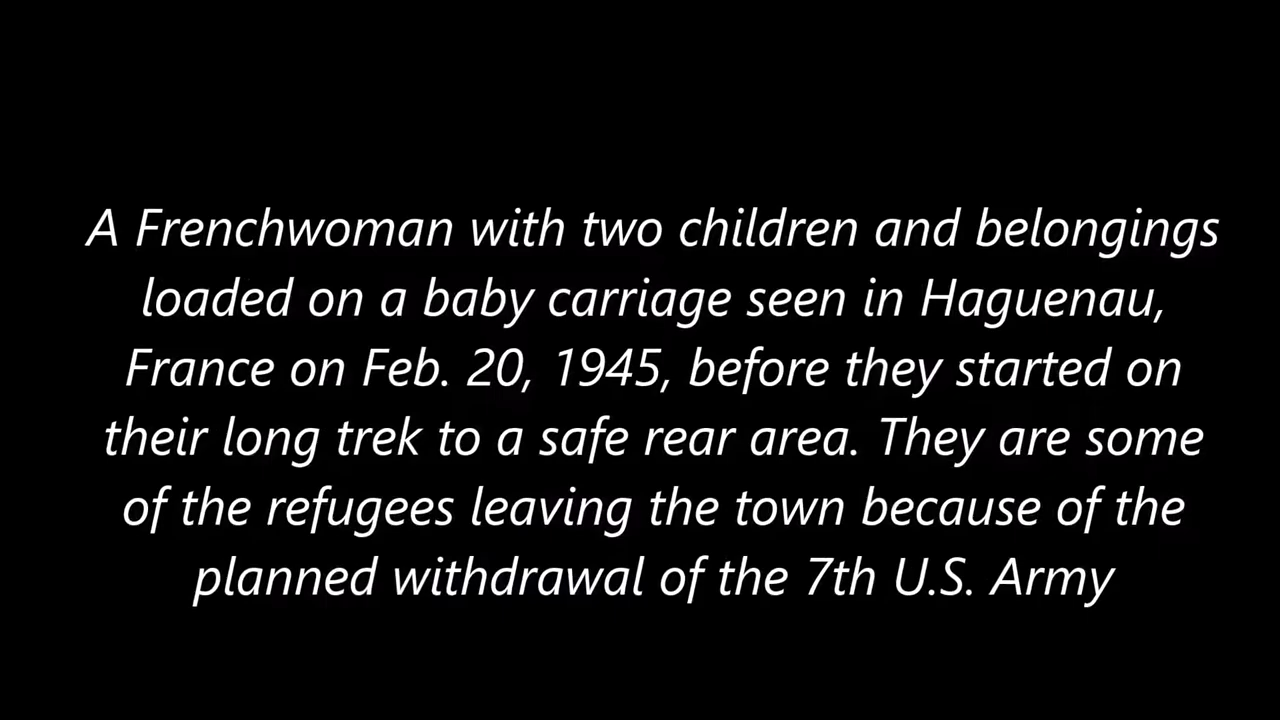 A Frenchwoman with two children and belongings
loaded on a baby carriage seen in Haguenau,
France on Feb. 20, 1945, before they started on
their long trek to a safe rear area. They are some
of the refugees leaving the town because of the
planned withdrawal of the 7th U.S. Army